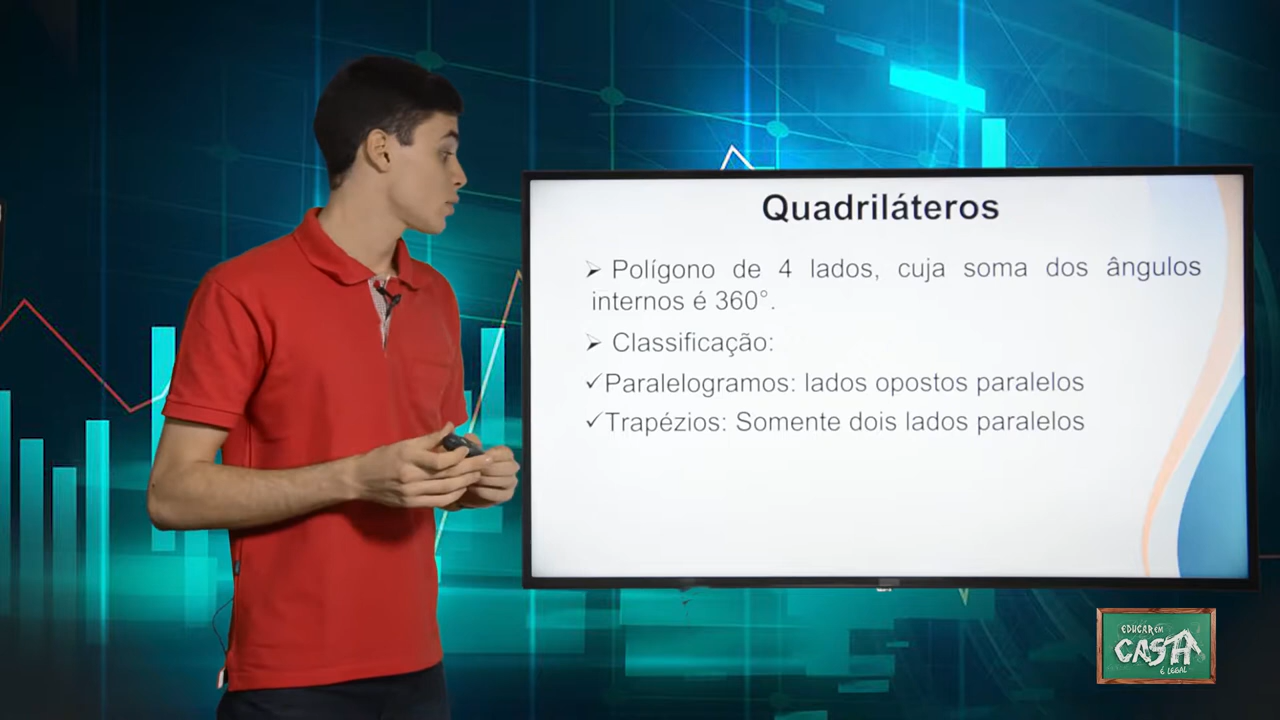 Quadriláteros
➢ Polígono de 4 lados, cuja soma dos ângulos
internos é 360°.
➢ Classificação:
✓Paralelogramos: lados opostos paralelos
✓Trapézios: Somente dois lados paralelos
EDUCAR EM
CASA
É LEGAL